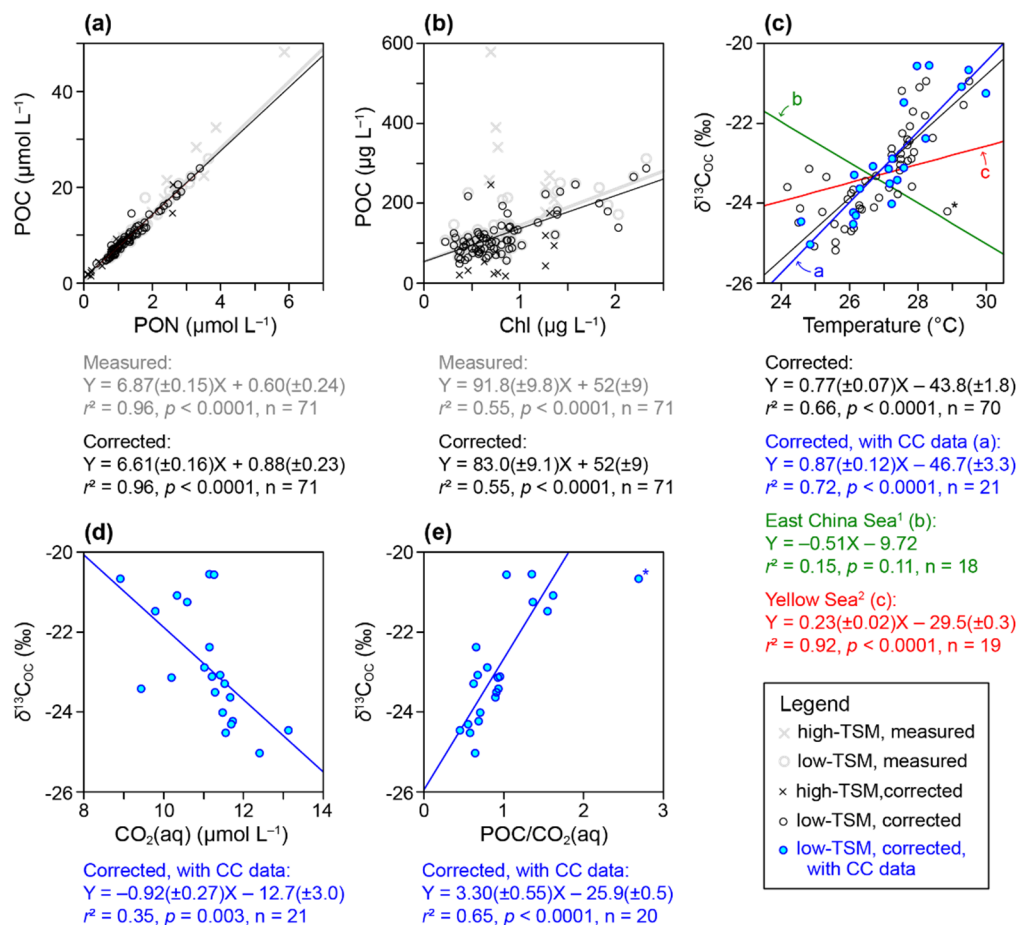 (a)
POC (μmol L⁻¹)
40
20
0
0 2 4 6
PON (μmol L⁻¹)
Measured:
Y = 6.87(±0.15)X + 0.60(±0.24)
r² = 0.96, p < 0.0001, n = 71
Corrected:
Y = 6.61(±0.16)X + 0.88(±0.23)
r² = 0.96, p < 0.0001, n = 71
(b)
POC (μg L⁻¹)
600
400
200
0
0 1 2
Chl (μg L⁻¹)
Measured:
Y = 91.8(±9.8)X + 52(±9)
r² = 0.55, p < 0.0001, n = 71
Corrected:
Y = 83.0(±9.1)X + 52(±9)
r² = 0.55, p < 0.0001, n = 71
(c)
δ¹³C_OC (‰)
-20
-22
-24
-26
b
c
*
a
24 26 28 30
Temperature (°C)
Corrected:
Y = 0.77(±0.07)X – 43.8(±1.8)
r² = 0.66, p < 0.0001, n = 70
Corrected, with CC data (a):
Y = 0.87(±0.12)X – 46.7(±3.3)
r² = 0.72, p < 0.0001, n = 21
East China Sea¹ (b):
Y = –0.51X – 9.72
r² = 0.15, p = 0.11, n = 18
Yellow Sea² (c):
Y = 0.23(±0.02)X – 29.5(±0.3)
r² = 0.92, p < 0.0001, n = 19
(d)
δ¹³C_OC (‰)
-20
-22
-24
-26
8 10 12 14
CO₂(aq) (μmol L⁻¹)
Corrected, with CC data:
Y = –0.92(±0.27)X – 12.7(±3.0)
r² = 0.35, p = 0.003, n = 21
(e)
δ¹³C_OC (‰)
-20
-22
-24
-26
*
0 1 2 3
POC/CO₂(aq)
Corrected, with CC data:
Y = 3.30(±0.55)X – 25.9(±0.5)
r² = 0.65, p < 0.0001, n = 20
Legend
high-TSM, measured
low-TSM, measured
high-TSM,corrected
low-TSM, corrected
low-TSM, corrected,
with CC data